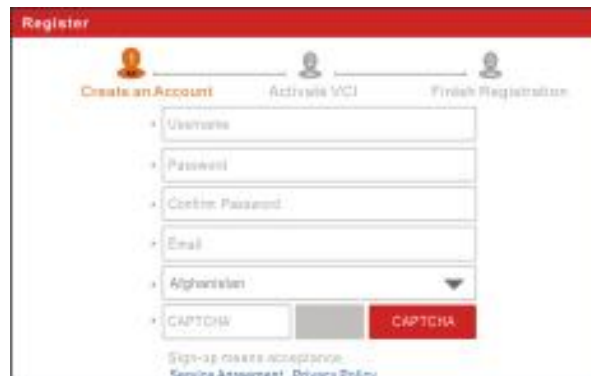 Register
Create an Account Activate VCI Finish Registration
* Username
* Password
* Confirm Password
* Email
* Afghanistan
* CAPTCHA CAPTCHA
Sign-up means acceptance
Service Agreement Privacy Policy